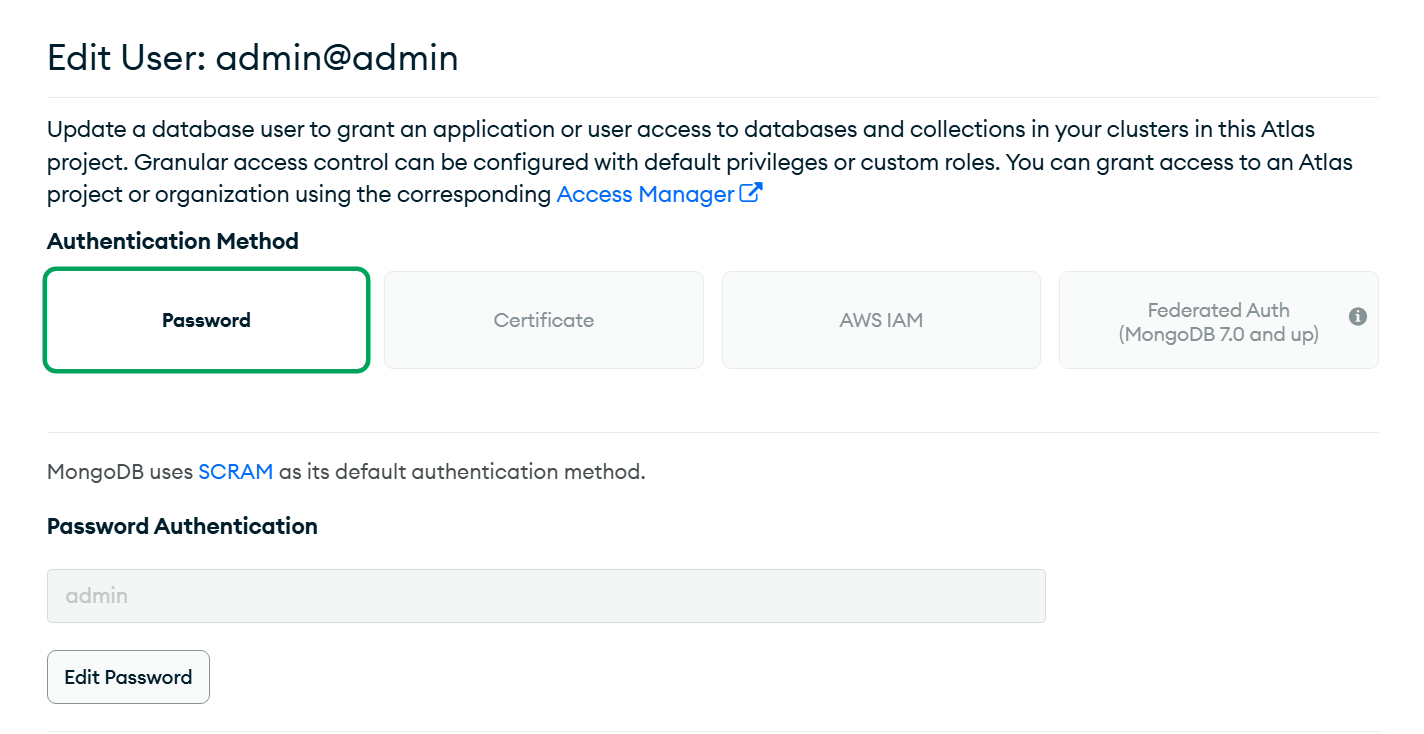 Edit User: admin@admin
Update a database user to grant an application or user access to databases and collections in your clusters in this Atlas
project. Granular access control can be configured with default privileges or custom roles. You can grant access to an Atlas
project or organization using the corresponding Access Manager
Authentication Method
Password
Certificate
AWS IAM
Federated Auth
(MongoDB 7.0 and up)
MongoDB uses SCRAM as its default authentication method.
Password Authentication
admin
Edit Password